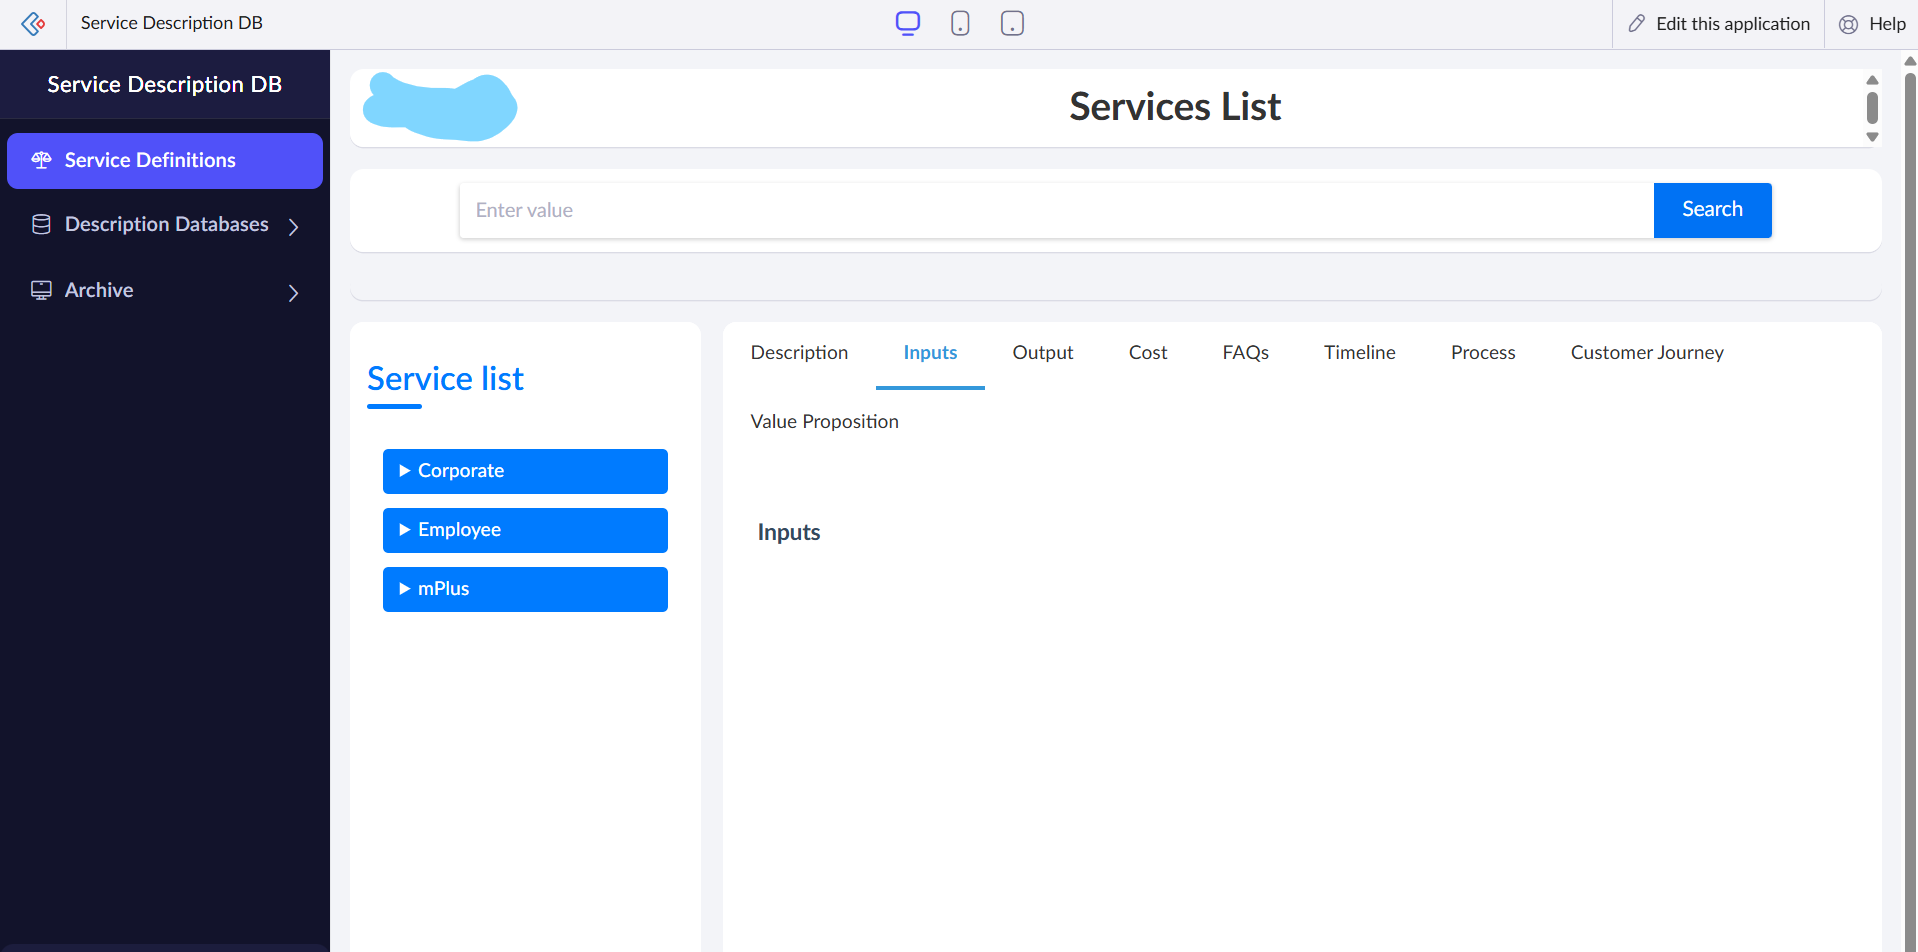 Service Description DB
Edit this application
Help
Service Description DB
Service Definitions
Description Databases
Archive
Services List
Enter value
Search
Service list
Corporate
Employee
mPlus
Description Inputs Output Cost FAQs Timeline Process Customer Journey
Value Proposition
Inputs